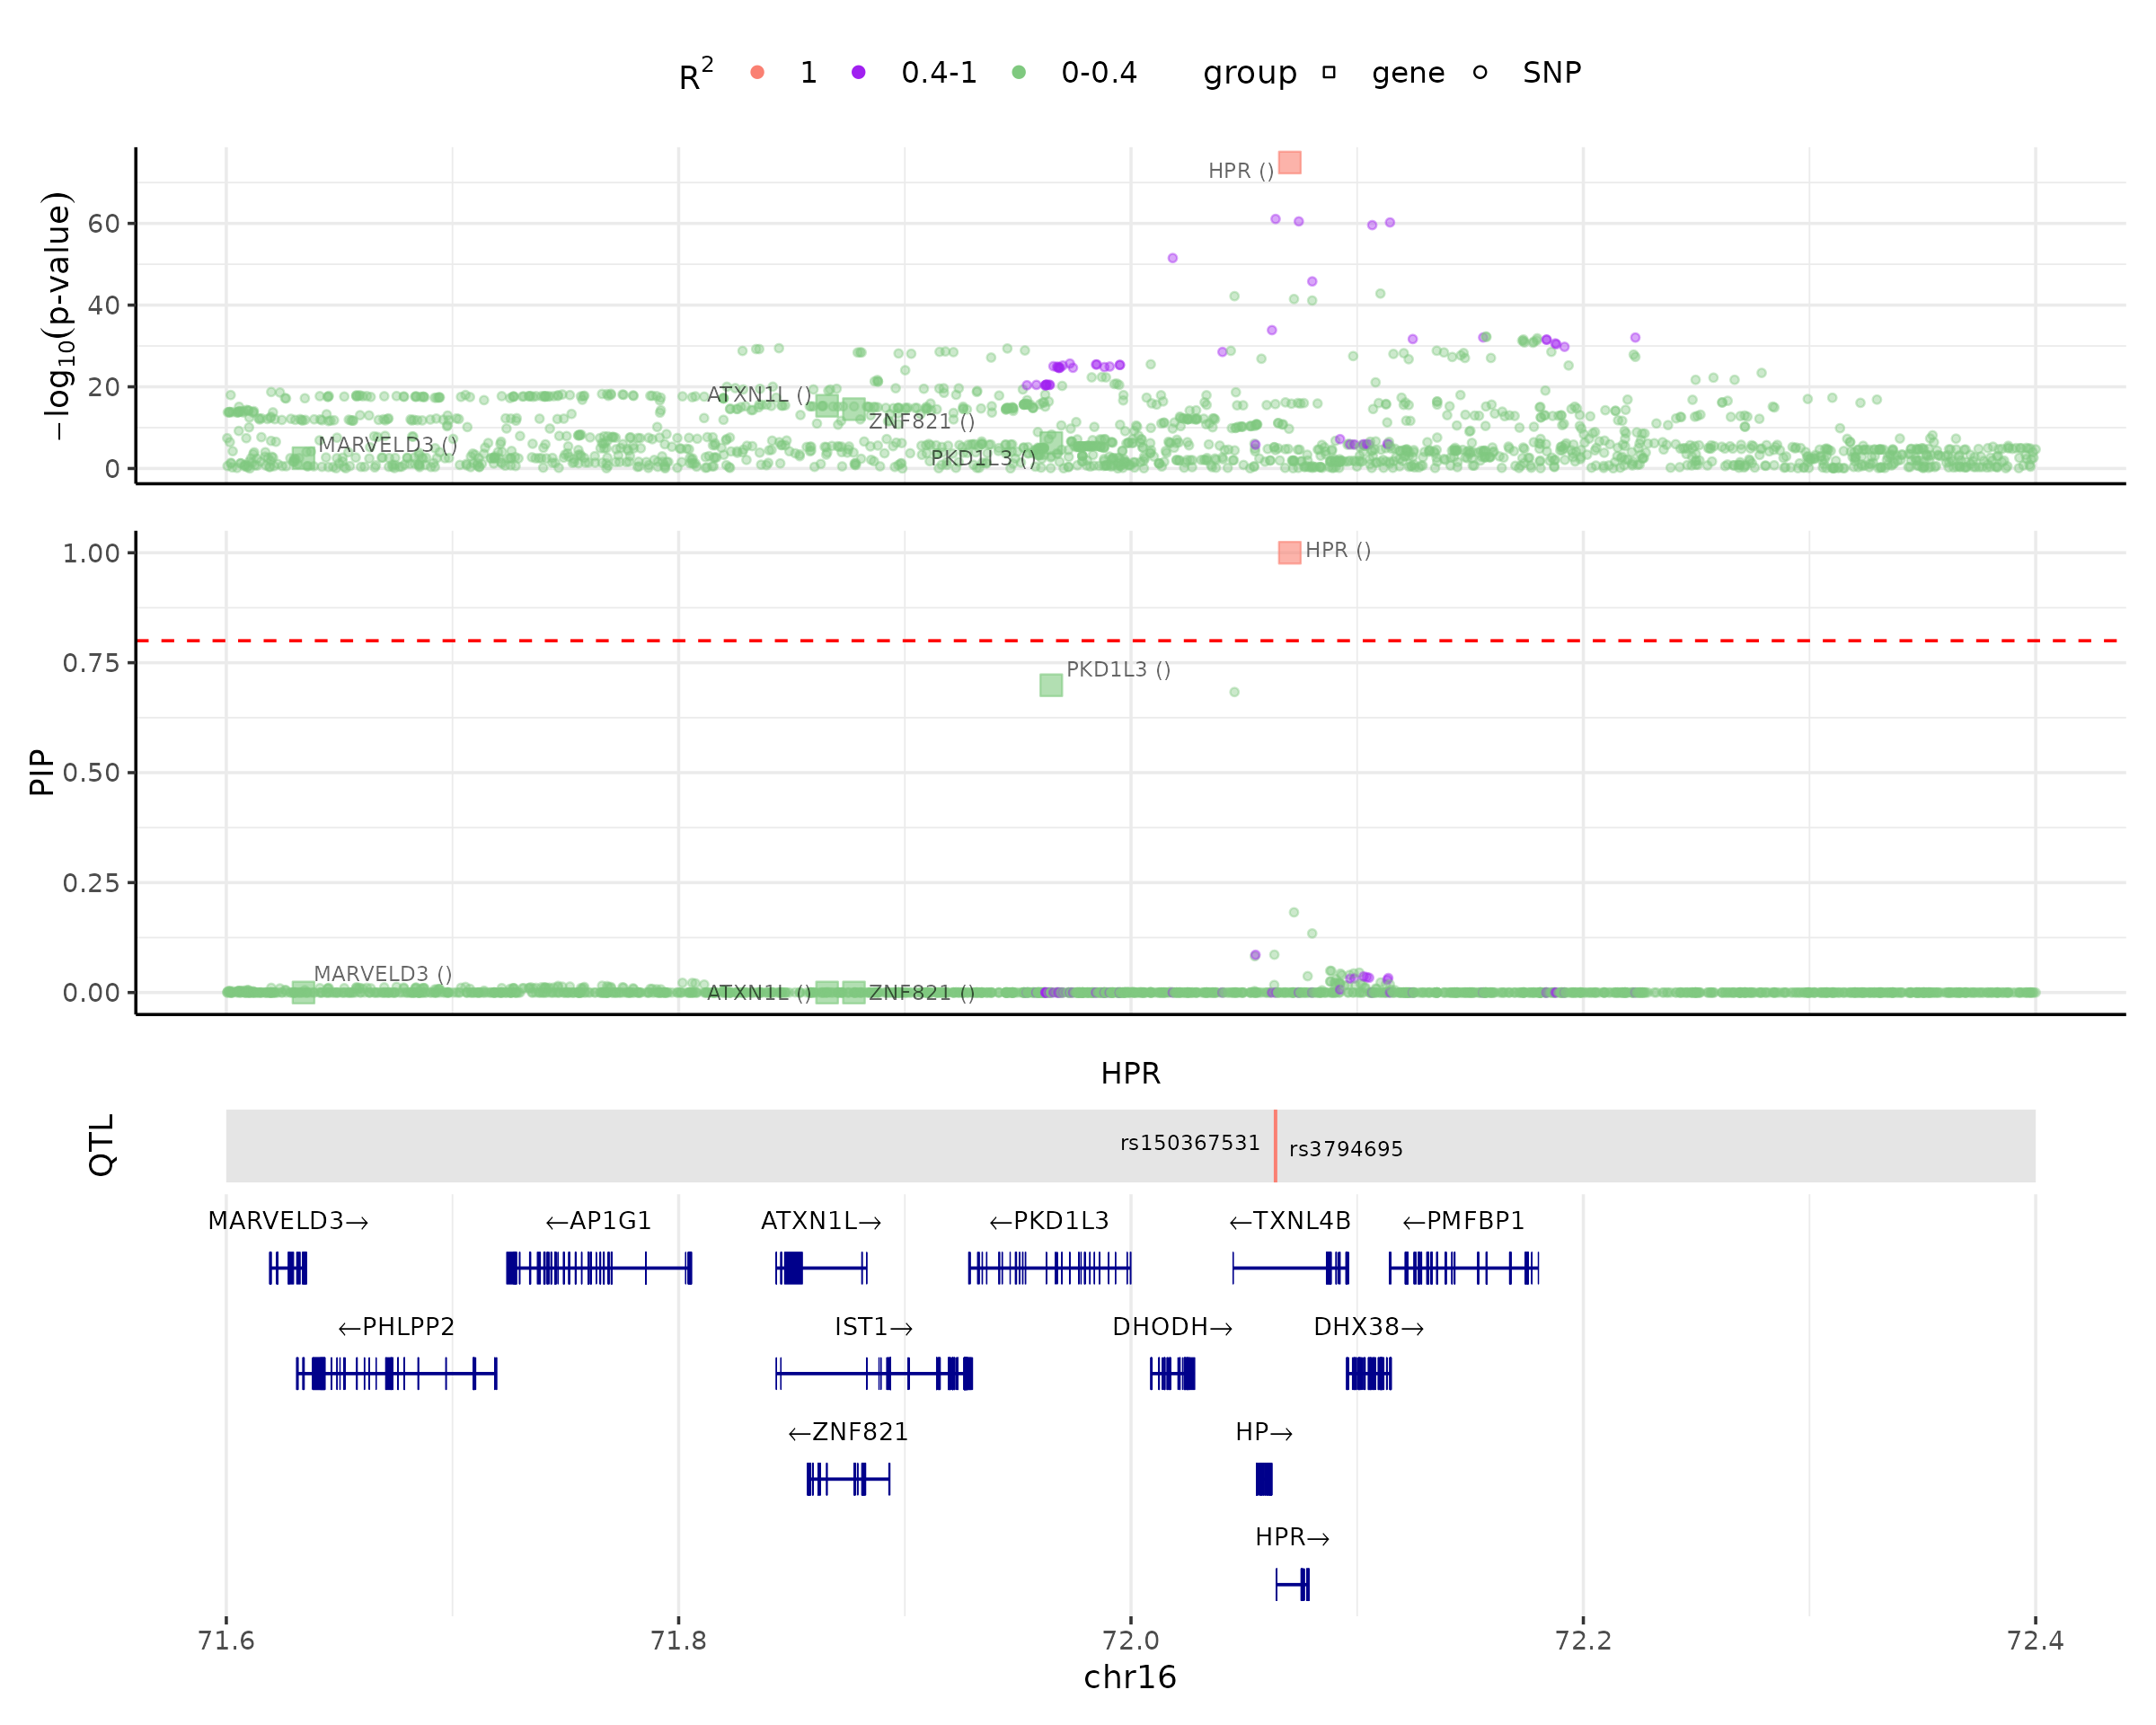 R2 1 0.4-1 0-0.4 group gene SNP
−log10(p-value)
60
40
20
0
HPR ()
ATXN1L ()
ZNF821 ()
MARVELD3 ()
PKD1L3 ()
PIP
1.00
0.75
0.50
0.25
0.00
HPR ()
PKD1L3 ()
MARVELD3 ()
ATXN1L ()
ZNF821 ()
HPR
QTL
rs150367531
rs3794695
MARVELD3→
←AP1G1
ATXN1L→
←PKD1L3
←TXNL4B
←PMFBP1
←PHLPP2
IST1→
DHODH→
DHX38→
←ZNF821
HP→
HPR→
71.6 71.8 72.0 72.2 72.4
chr16